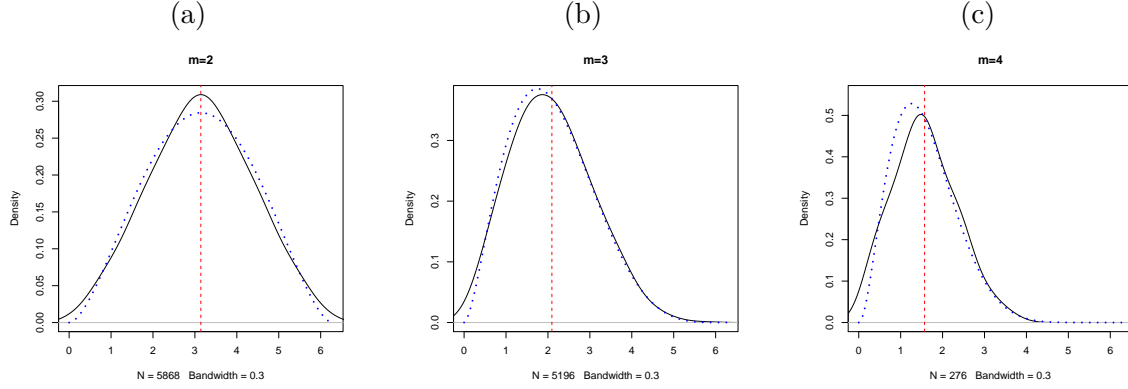 (a)
m=2
Density
0.00 0.05 0.10 0.15 0.20 0.25 0.30
0 1 2 3 4 5 6
N = 5868 Bandwidth = 0.3
(b)
m=3
Density
0.0 0.1 0.2 0.3
0 1 2 3 4 5 6
N = 5196 Bandwidth = 0.3
(c)
m=4
Density
0.0 0.1 0.2 0.3 0.4 0.5
0 1 2 3 4 5 6
N = 276 Bandwidth = 0.3